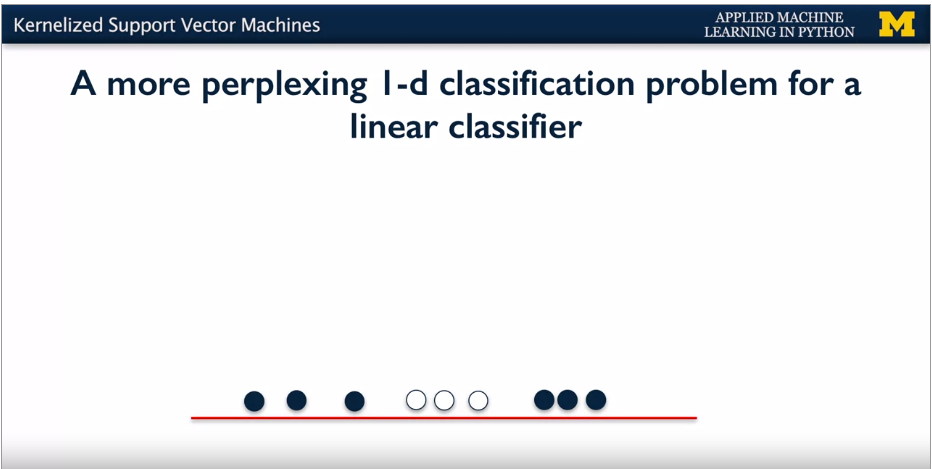 Kernelized Support Vector Machines
APPLIED MACHINE
LEARNING IN PYTHON
M
A more perplexing 1-d classification problem for a
linear classifier